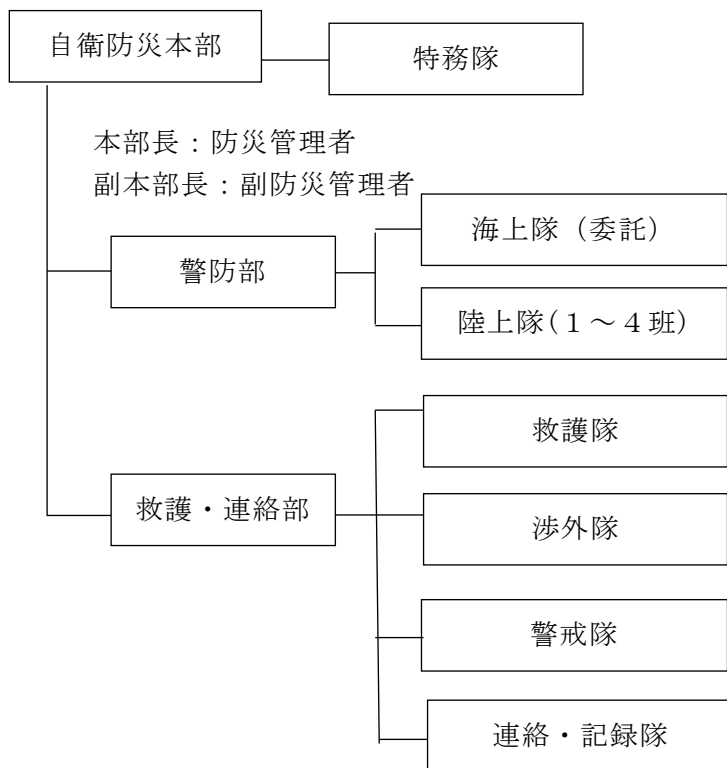 自衛防災本部
特務隊
本部長：防災管理者
副本部長：副防災管理者
海上隊（委託）
警防部
陸上隊(１～４班)
救護隊
救護・連絡部
渉外隊
警戒隊
連絡・記録隊